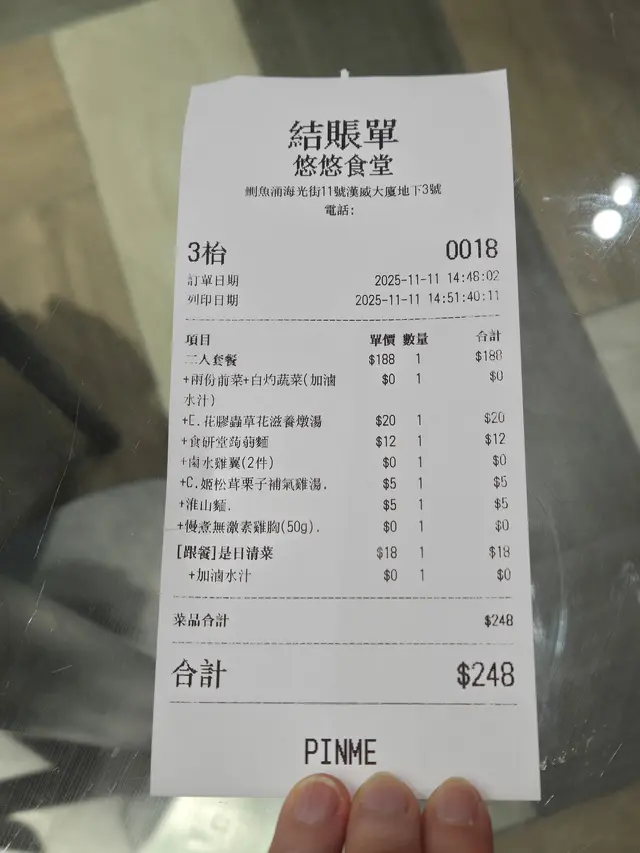 結賬單
悠悠食堂
鰂魚涌海光街11號漢威大廈地下3號
電話:
3枱 0018
訂單日期 2025-11-11 14:48:02
列印日期 2025-11-11 14:51:40:11
項目 單價 數量 合計
二人套餐 $188 1 $188
+兩份前菜+白灼蔬菜(加滷 $0 1 $0
水汁)
+E.花膠蟲草花滋養燉湯 $20 1 $20
+食研堂蒟蒻麵 $12 1 $12
+鹵水雞翼(2件) $0 1 $0
+C.姬松茸栗子補氣雞湯. $5 1 $5
+淮山麵. $5 1 $5
+慢煮無激素雞胸(50g). $0 1 $0
[跟餐]是日清菜 $18 1 $18
+加滷水汁 $0 1 $0
菜品合計 $248
合計 $248
PINME